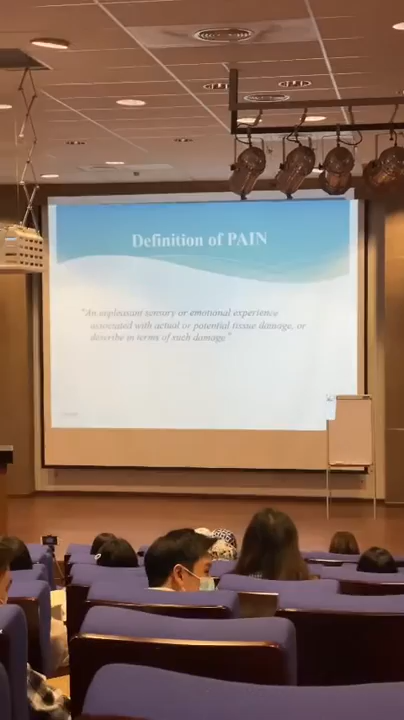 Definition of PAIN
"An unpleasant sensory or emotional experience
associated with actual or potential tissue damage, or
describe in terms of such damage"